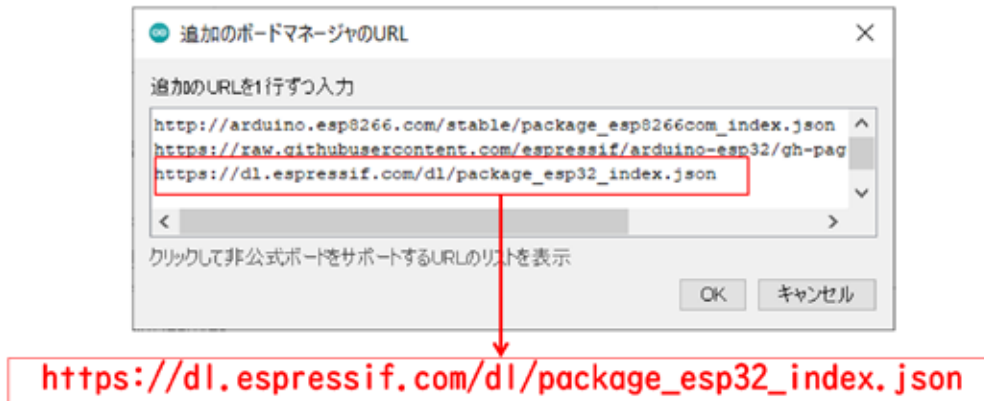 追加のボードマネージャのURL
追加のURLを1行ずつ入力
http://arduino.esp8266.com/stable/package_esp8266com_index.json
https://raw.githubusercontent.com/espressif/arduino-esp32/gh-pag
https://dl.espressif.com/dl/package_esp32_index.json
クリックして非公式ボードをサポートするURLのリストを表示
OK キャンセル
https://dl.espressif.com/dl/package_esp32_index.json